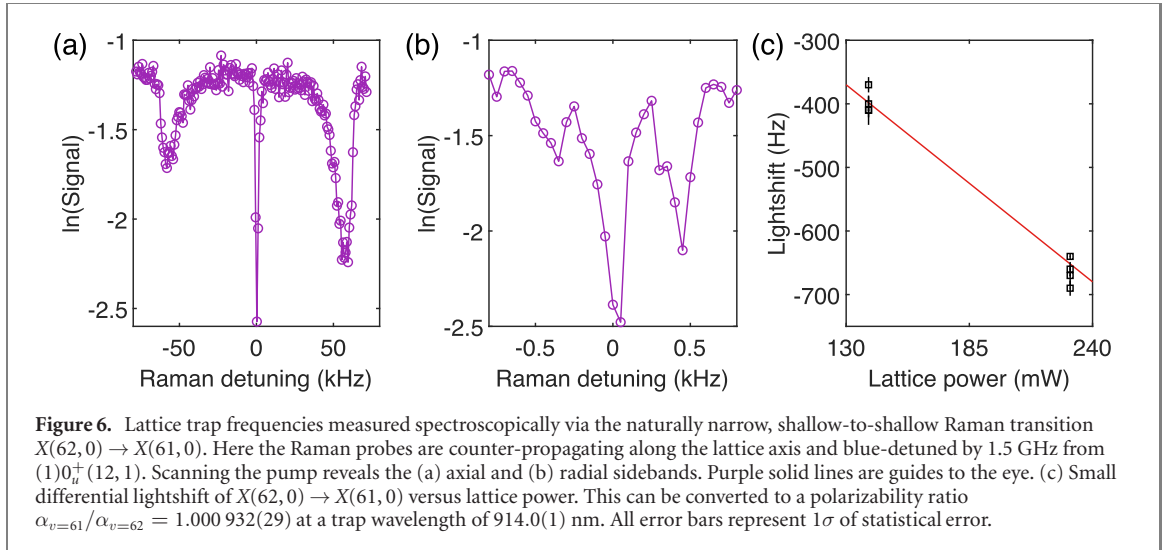 (a)
-1
-1.5
-2
-2.5
ln(Signal)
-50
0
50
Raman detuning (kHz)
(b)
-1
-1.5
-2
-2.5
ln(Signal)
-0.5
0
0.5
Raman detuning (kHz)
(c)
-300
-400
-500
-600
-700
Lightshift (Hz)
130
185
240
Lattice power (mW)
Figure 6. Lattice trap frequencies measured spectroscopically via the naturally narrow, shallow-to-shallow Raman transition
X(62, 0) → X(61, 0). Here the Raman probes are counter-propagating along the lattice axis and blue-detuned by 1.5 GHz from
(1)0⁺ᵤ(12, 1). Scanning the pump reveals the (a) axial and (b) radial sidebands. Purple solid lines are guides to the eye. (c) Small
differential lightshift of X(62, 0) → X(61, 0) versus lattice power. This can be converted to a polarizability ratio
αᵥ₌₆₁/αᵥ₌₆₂ = 1.000 932(29) at a trap wavelength of 914.0(1) nm. All error bars represent 1σ of statistical error.